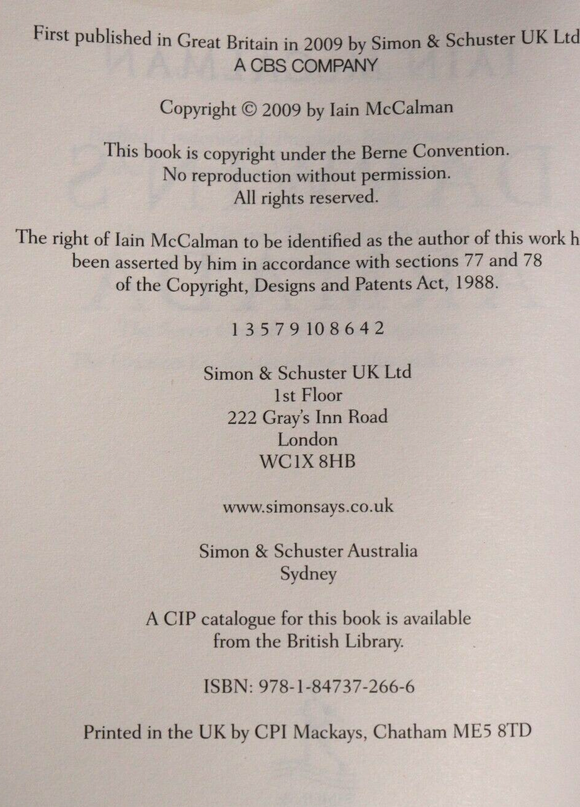 First published in Great Britain in 2009 by Simon & Schuster UK Ltd
A CBS COMPANY
Copyright © 2009 by Iain McCalman
This book is copyright under the Berne Convention.
No reproduction without permission.
All rights reserved.
The right of Iain McCalman to be identified as the author of this work h
been asserted by him in accordance with sections 77 and 78
of the Copyright, Designs and Patents Act, 1988.
1 3 5 7 9 10 8 6 4 2
Simon & Schuster UK Ltd
1st Floor
222 Gray's Inn Road
London
WC1X 8HB
www.simonsays.co.uk
Simon & Schuster Australia
Sydney
A CIP catalogue for this book is available
from the British Library.
ISBN: 978-1-84737-266-6
Printed in the UK by CPI Mackays, Chatham ME5 8TD